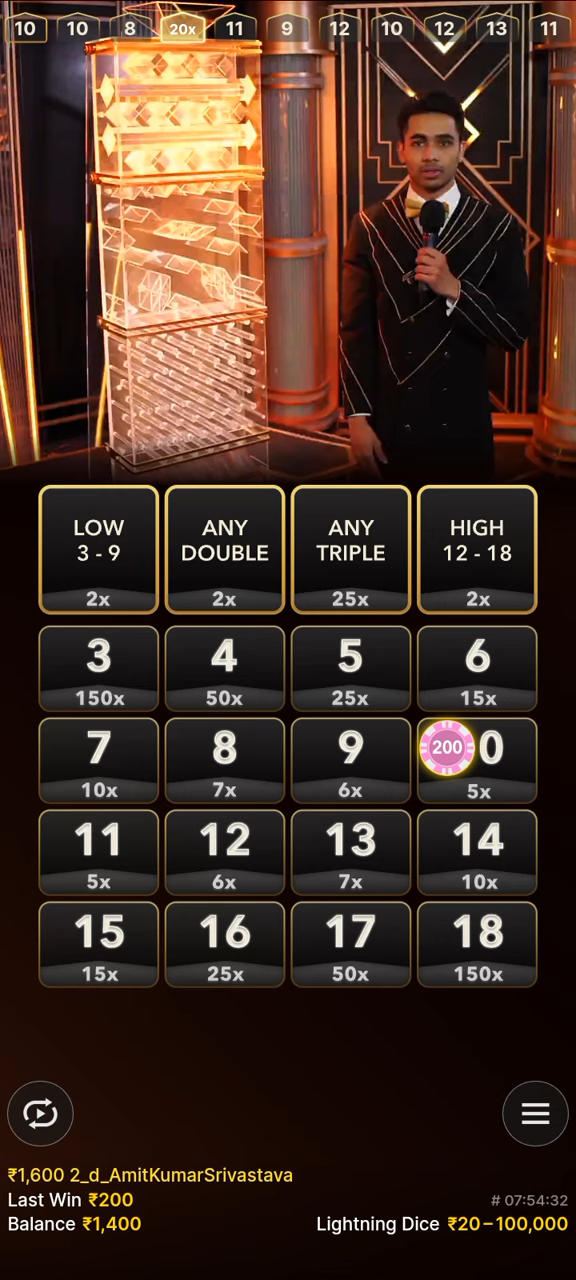 10 10 8 20x 11 9 12 10 12 13 11
LOW 3 - 9 2x
ANY DOUBLE 2x
ANY TRIPLE 25x
HIGH 12 - 18 2x
3 4 5 6
150x 50x 25x 15x
7 8 9 200 0
10x 7x 6x 5x
11 12 13 14
5x 6x 7x 10x
15 16 17 18
15x 25x 50x 150x
₹1,600 2_d_AmitKumarSrivastava
Last Win ₹200 # 07:54:32
Balance ₹1,400 Lightning Dice ₹20–100,000